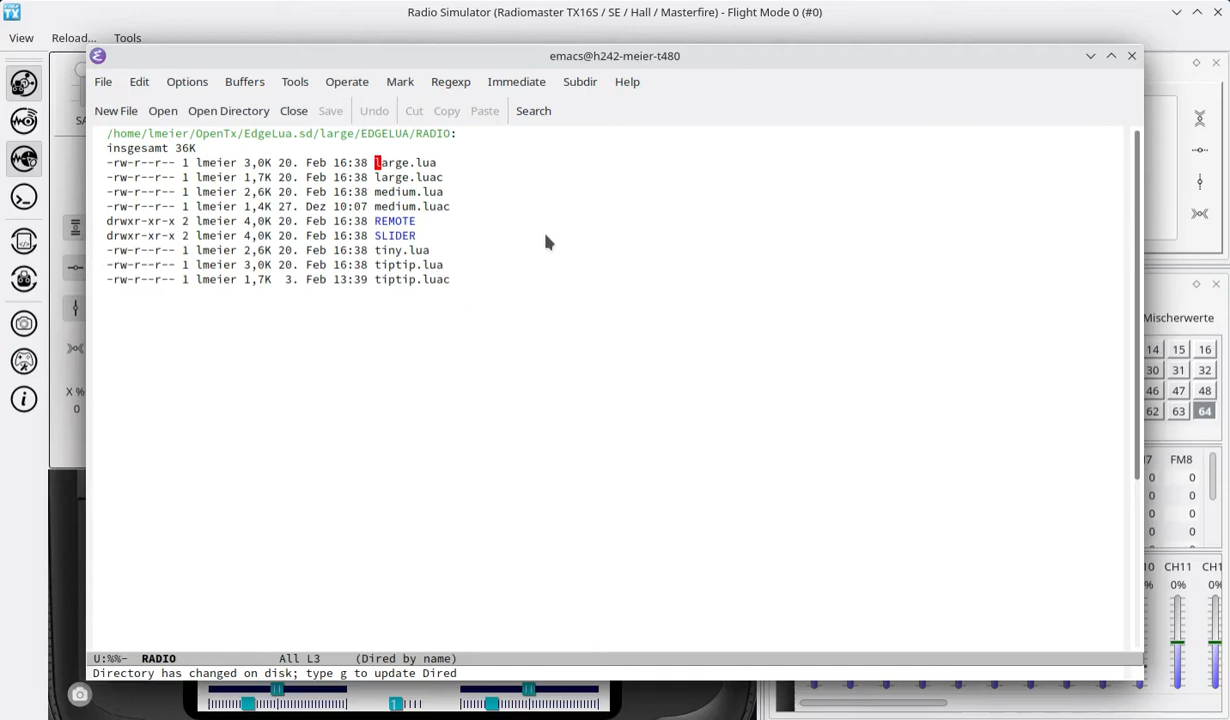 Radio Simulator (Radiomaster TX16S / SE / Hall / Masterfire) - Flight Mode 0 (#0)
View Reload... Tools
emacs@h242-meier-t480
File Edit Options Buffers Tools Operate Mark Regexp Immediate Subdir Help
New File Open Open Directory Close Save Undo Cut Copy Paste Search
/home/lmeier/OpenTx/EdgeLua.sd/large/EDGELUA/RADIO:
insgesamt 36K
-rw-r--r-- 1 lmeier 3,0K 20. Feb 16:38 large.lua
-rw-r--r-- 1 lmeier 1,7K 20. Feb 16:38 large.luac
-rw-r--r-- 1 lmeier 2,6K 20. Feb 16:38 medium.lua
-rw-r--r-- 1 lmeier 1,4K 27. Dez 10:07 medium.luac
drwxr-xr-x 2 lmeier 4,0K 20. Feb 16:38 REMOTE
drwxr-xr-x 2 lmeier 4,0K 20. Feb 16:38 SLIDER
-rw-r--r-- 1 lmeier 2,6K 20. Feb 16:38 tiny.lua
-rw-r--r-- 1 lmeier 3,0K 20. Feb 16:38 tiptip.lua
-rw-r--r-- 1 lmeier 1,7K  3. Feb 13:39 tiptip.luac
U:%%- RADIO All L3 (Dired by name)
Directory has changed on disk; type g to update Dired
X %
0
Mischerwerte
14 15 16
30 31 32
46 47 48
62 63 64
FM8
0 0
0 0
0 0
0 0
CH11
0%
1